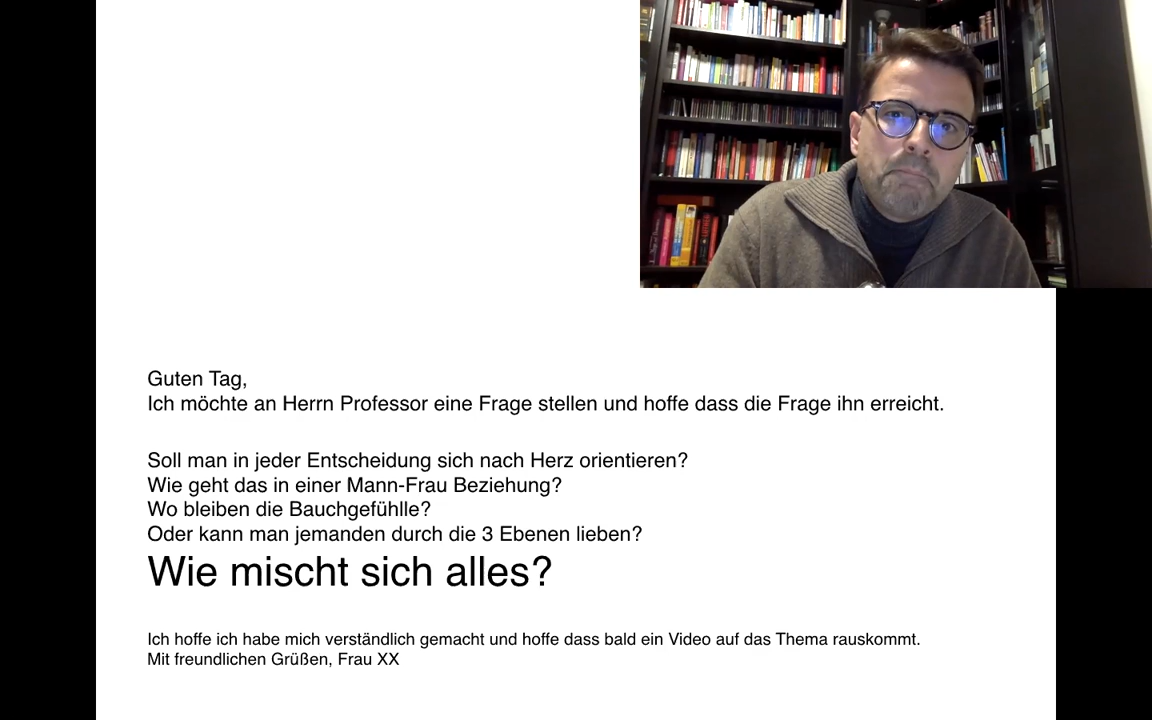 Guten Tag,
Ich möchte an Herrn Professor eine Frage stellen und hoffe dass die Frage ihn erreicht.
Soll man in jeder Entscheidung sich nach Herz orientieren?
Wie geht das in einer Mann-Frau Beziehung?
Wo bleiben die Bauchgefühlle?
Oder kann man jemanden durch die 3 Ebenen lieben?
Wie mischt sich alles?
Ich hoffe ich habe mich verständlich gemacht und hoffe dass bald ein Video auf das Thema rauskommt.
Mit freundlichen Grüßen, Frau XX